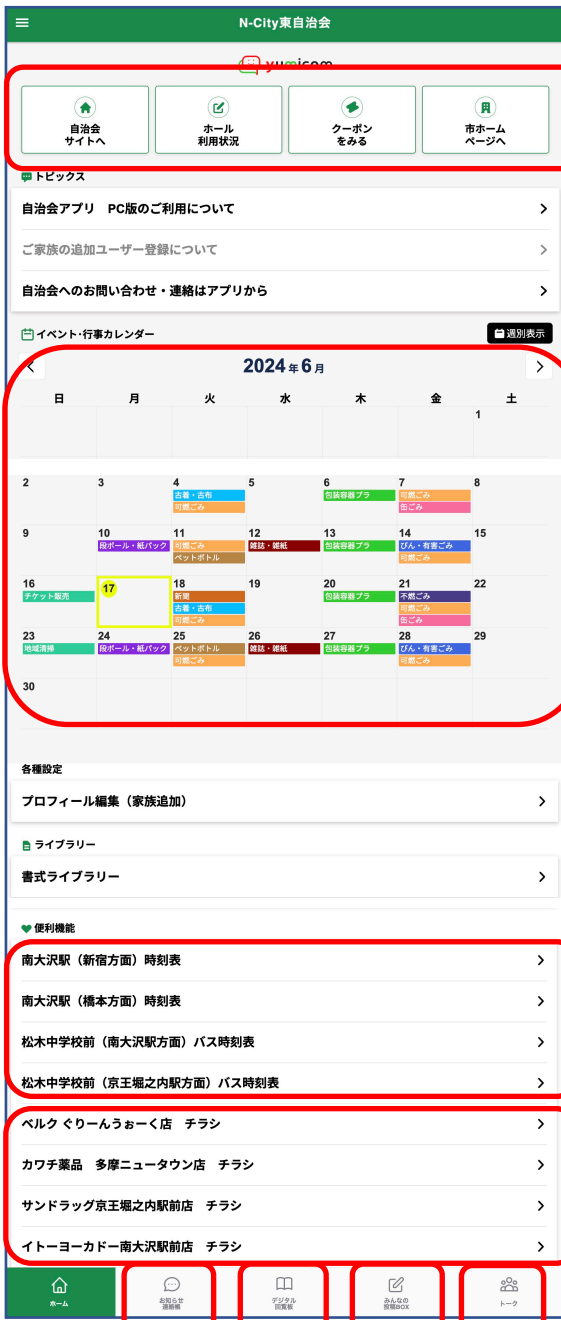 N-City東自治会
yumicom
自治会
サイトへ
ホール
利用状況
クーポン
をみる
市ホーム
ページへ
トピックス
自治会アプリ　PC版のご利用について
ご家族の追加ユーザー登録について
自治会へのお問い合わせ・連絡はアプリから
イベント・行事カレンダー
週別表示
2024年6月
日 月 火 水 木 金 土
1
2 3 4 5 6 7 8
古着・古布 包装容器プラ 可燃ごみ
可燃ごみ 缶ごみ
9 10 11 12 13 14 15
段ボール・紙パック 可燃ごみ 雑誌・雑紙 包装容器プラ びん・有害ごみ
ペットボトル 可燃ごみ
16 17 18 19 20 21 22
チケット販売 新聞 包装容器プラ 不燃ごみ
古着・古布 可燃ごみ
可燃ごみ 缶ごみ
23 24 25 26 27 28 29
地域清掃 段ボール・紙パック ペットボトル 雑誌・雑紙 包装容器プラ びん・有害ごみ
可燃ごみ 可燃ごみ
30
各種設定
プロフィール編集（家族追加）
ライブラリー
書式ライブラリー
便利機能
南大沢駅（新宿方面）時刻表
南大沢駅（橋本方面）時刻表
松木中学校前（南大沢駅方面）バス時刻表
松木中学校前（京王堀之内駅方面）バス時刻表
ベルク ぐりーんうぉーく店　チラシ
カワチ薬品　多摩ニュータウン店　チラシ
サンドラッグ京王堀之内駅前店　チラシ
イトーヨーカドー南大沢駅前店　チラシ
ホーム
お知らせ
連絡帳
デジタル
回覧板
みんなの
投稿BOX
トーク